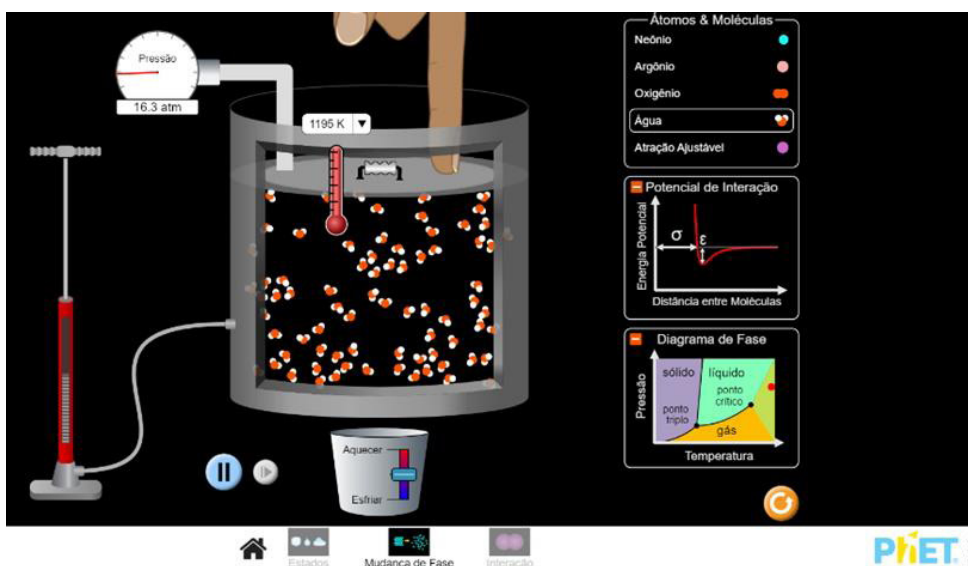 Pressão
16.3 atm
1195 K
Aquecer
Esfriar
Átomos & Moléculas
Neônio
Argônio
Oxigênio
Água
Atração Ajustável
Potencial de Interação
Energia Potencial
σ
ε
Distância entre Moléculas
Diagrama de Fase
Pressão
sólido
líquido
ponto
crítico
ponto
triplo
gás
Temperatura
Estados
Mudança de Fase
Interação
PhET